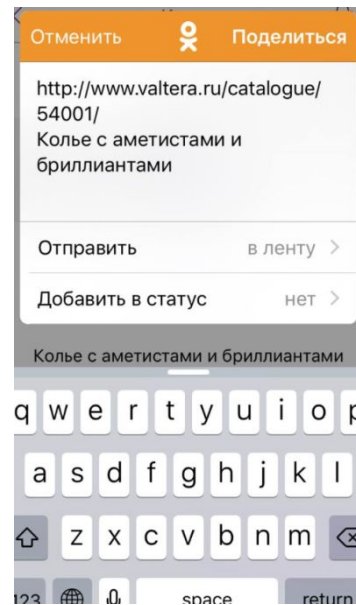 Отменить Поделиться
http://www.valtera.ru/catalogue/
54001/
Колье с аметистами и
бриллиантами
Отправить в ленту >
Добавить в статус нет >
Колье с аметистами и бриллиантами
q w e r t y u i o p
a s d f g h j k l
z x c v b n m
123 space return